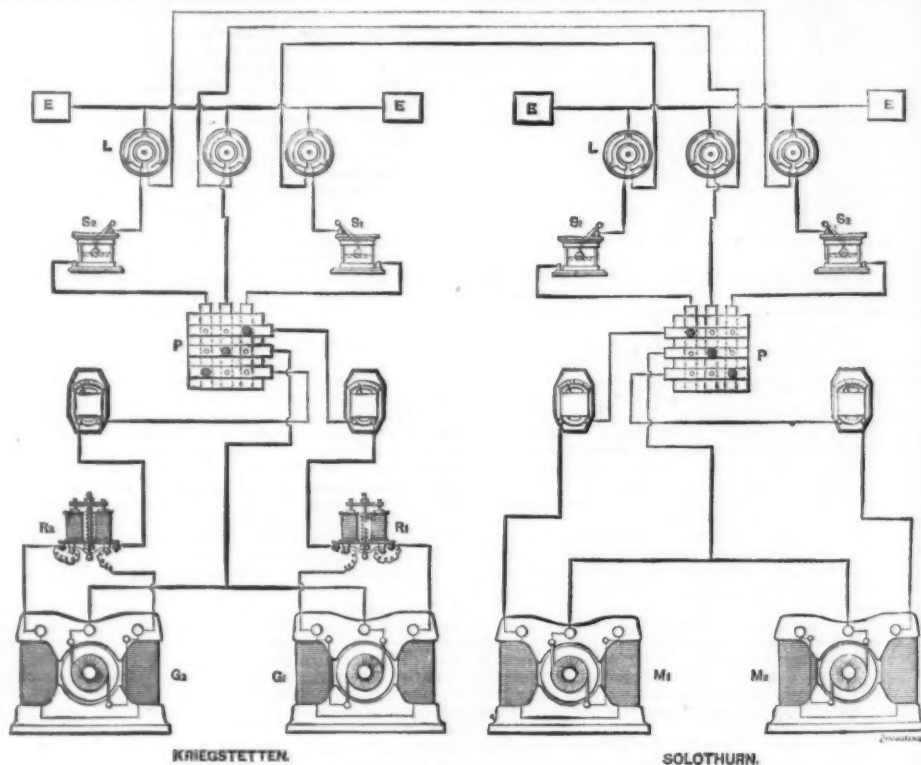 E E E E
L L
S2 S1 S1 S2
P P
R2 R1
G2 G1 M1 M2
KRIEGSTETTEN. SOLOTHURN.